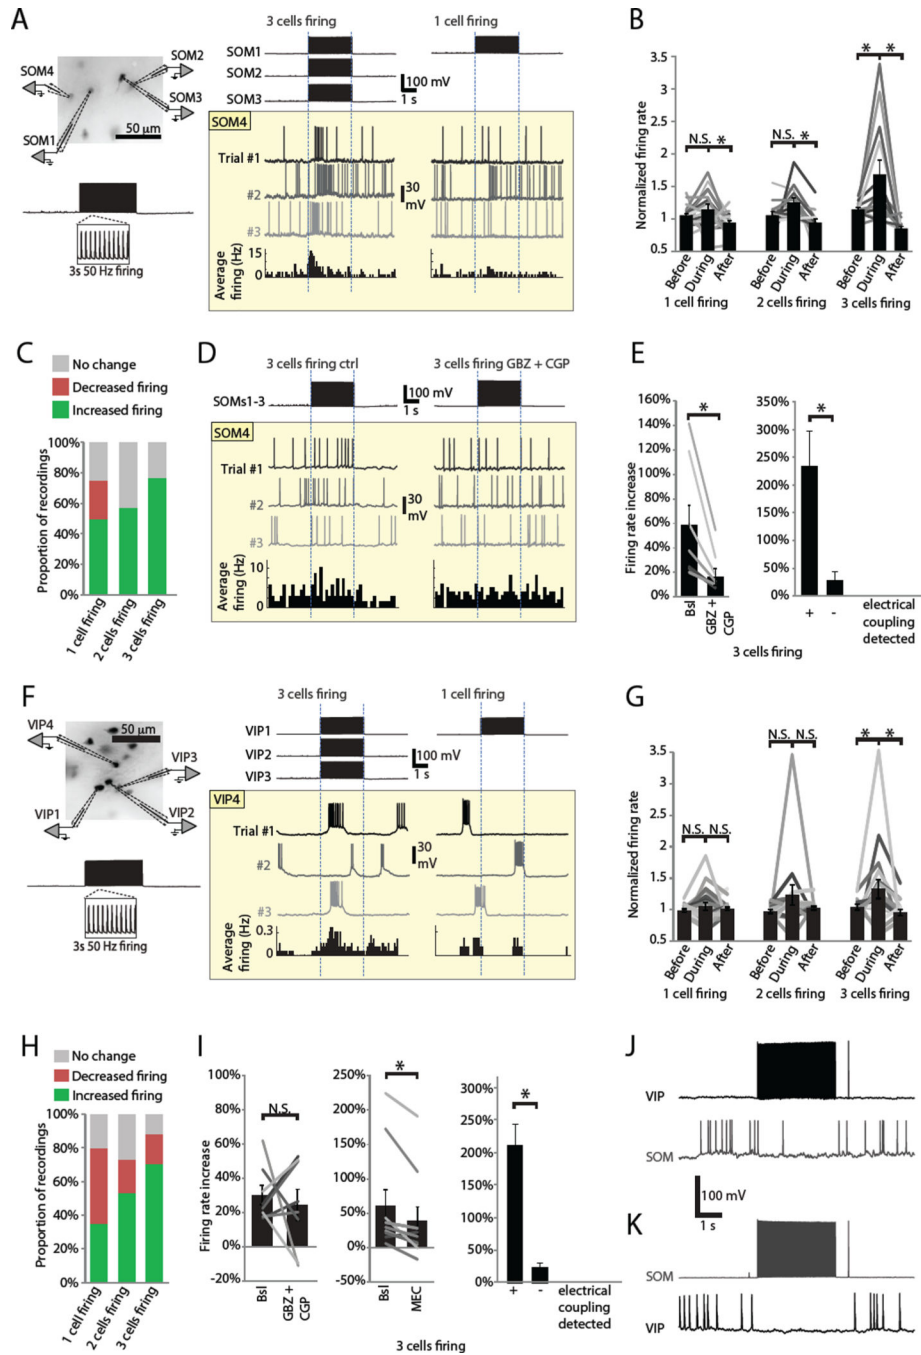 A
3 cells firing
1 cell firing
SOM1
SOM2
SOM3
100 mV
1 s
SOM4
SOM2
SOM3
SOM1
50 µm
3s 50 Hz firing
SOM4
Trial #1
#2
#3
30
mV
Average
firing (Hz)
15
0
B
Normalized firing rate
3.5
3
2.5
2
1.5
1
0.5
N.S.
*
N.S.
*
*
*
Before
During
After
Before
During
After
Before
During
After
1 cell firing
2 cells firing
3 cells firing
C
No change
Decreased firing
Increased firing
Proportion of recordings
100%
80%
60%
40%
20%
0%
1 cell firing
2 cells firing
3 cells firing
D
3 cells firing ctrl
3 cells firing GBZ + CGP
SOMs1-3
100 mV
1 s
SOM4
Trial #1
#2
#3
30
mV
Average
firing (Hz)
10
0
E
Firing rate increase
160%
140%
120%
100%
80%
60%
40%
20%
0%
*
Bsl
GBZ +
CGP
350%
300%
250%
200%
150%
100%
50%
0%
*
+
-
electrical
coupling
detected
3 cells firing
F
3 cells firing
1 cell firing
VIP4
50 µm
VIP3
VIP1
VIP2
3s 50 Hz firing
VIP1
VIP2
VIP3
100 mV
1 s
VIP4
Trial #1
#2
#3
30
mV
Average
firing (Hz)
0.3
0
G
Normalized firing rate
3.5
3
2.5
2
1.5
1
0.5
N.S.
N.S.
N.S.
N.S.
*
*
Before
During
After
Before
During
After
Before
During
After
1 cell firing
2 cells firing
3 cells firing
H
No change
Decreased firing
Increased firing
Proportion of recordings
100%
80%
60%
40%
20%
0%
1 cell firing
2 cells firing
3 cells firing
I
Firing rate increase
100%
80%
60%
40%
20%
0%
-20%
N.S.
Bsl
GBZ +
CGP
250%
200%
150%
100%
50%
0%
-50%
*
Bsl
MEC
300%
250%
200%
150%
100%
50%
0%
*
+
-
electrical
coupling
detected
3 cells firing
J
VIP
SOM
100 mV
1 s
K
SOM
VIP